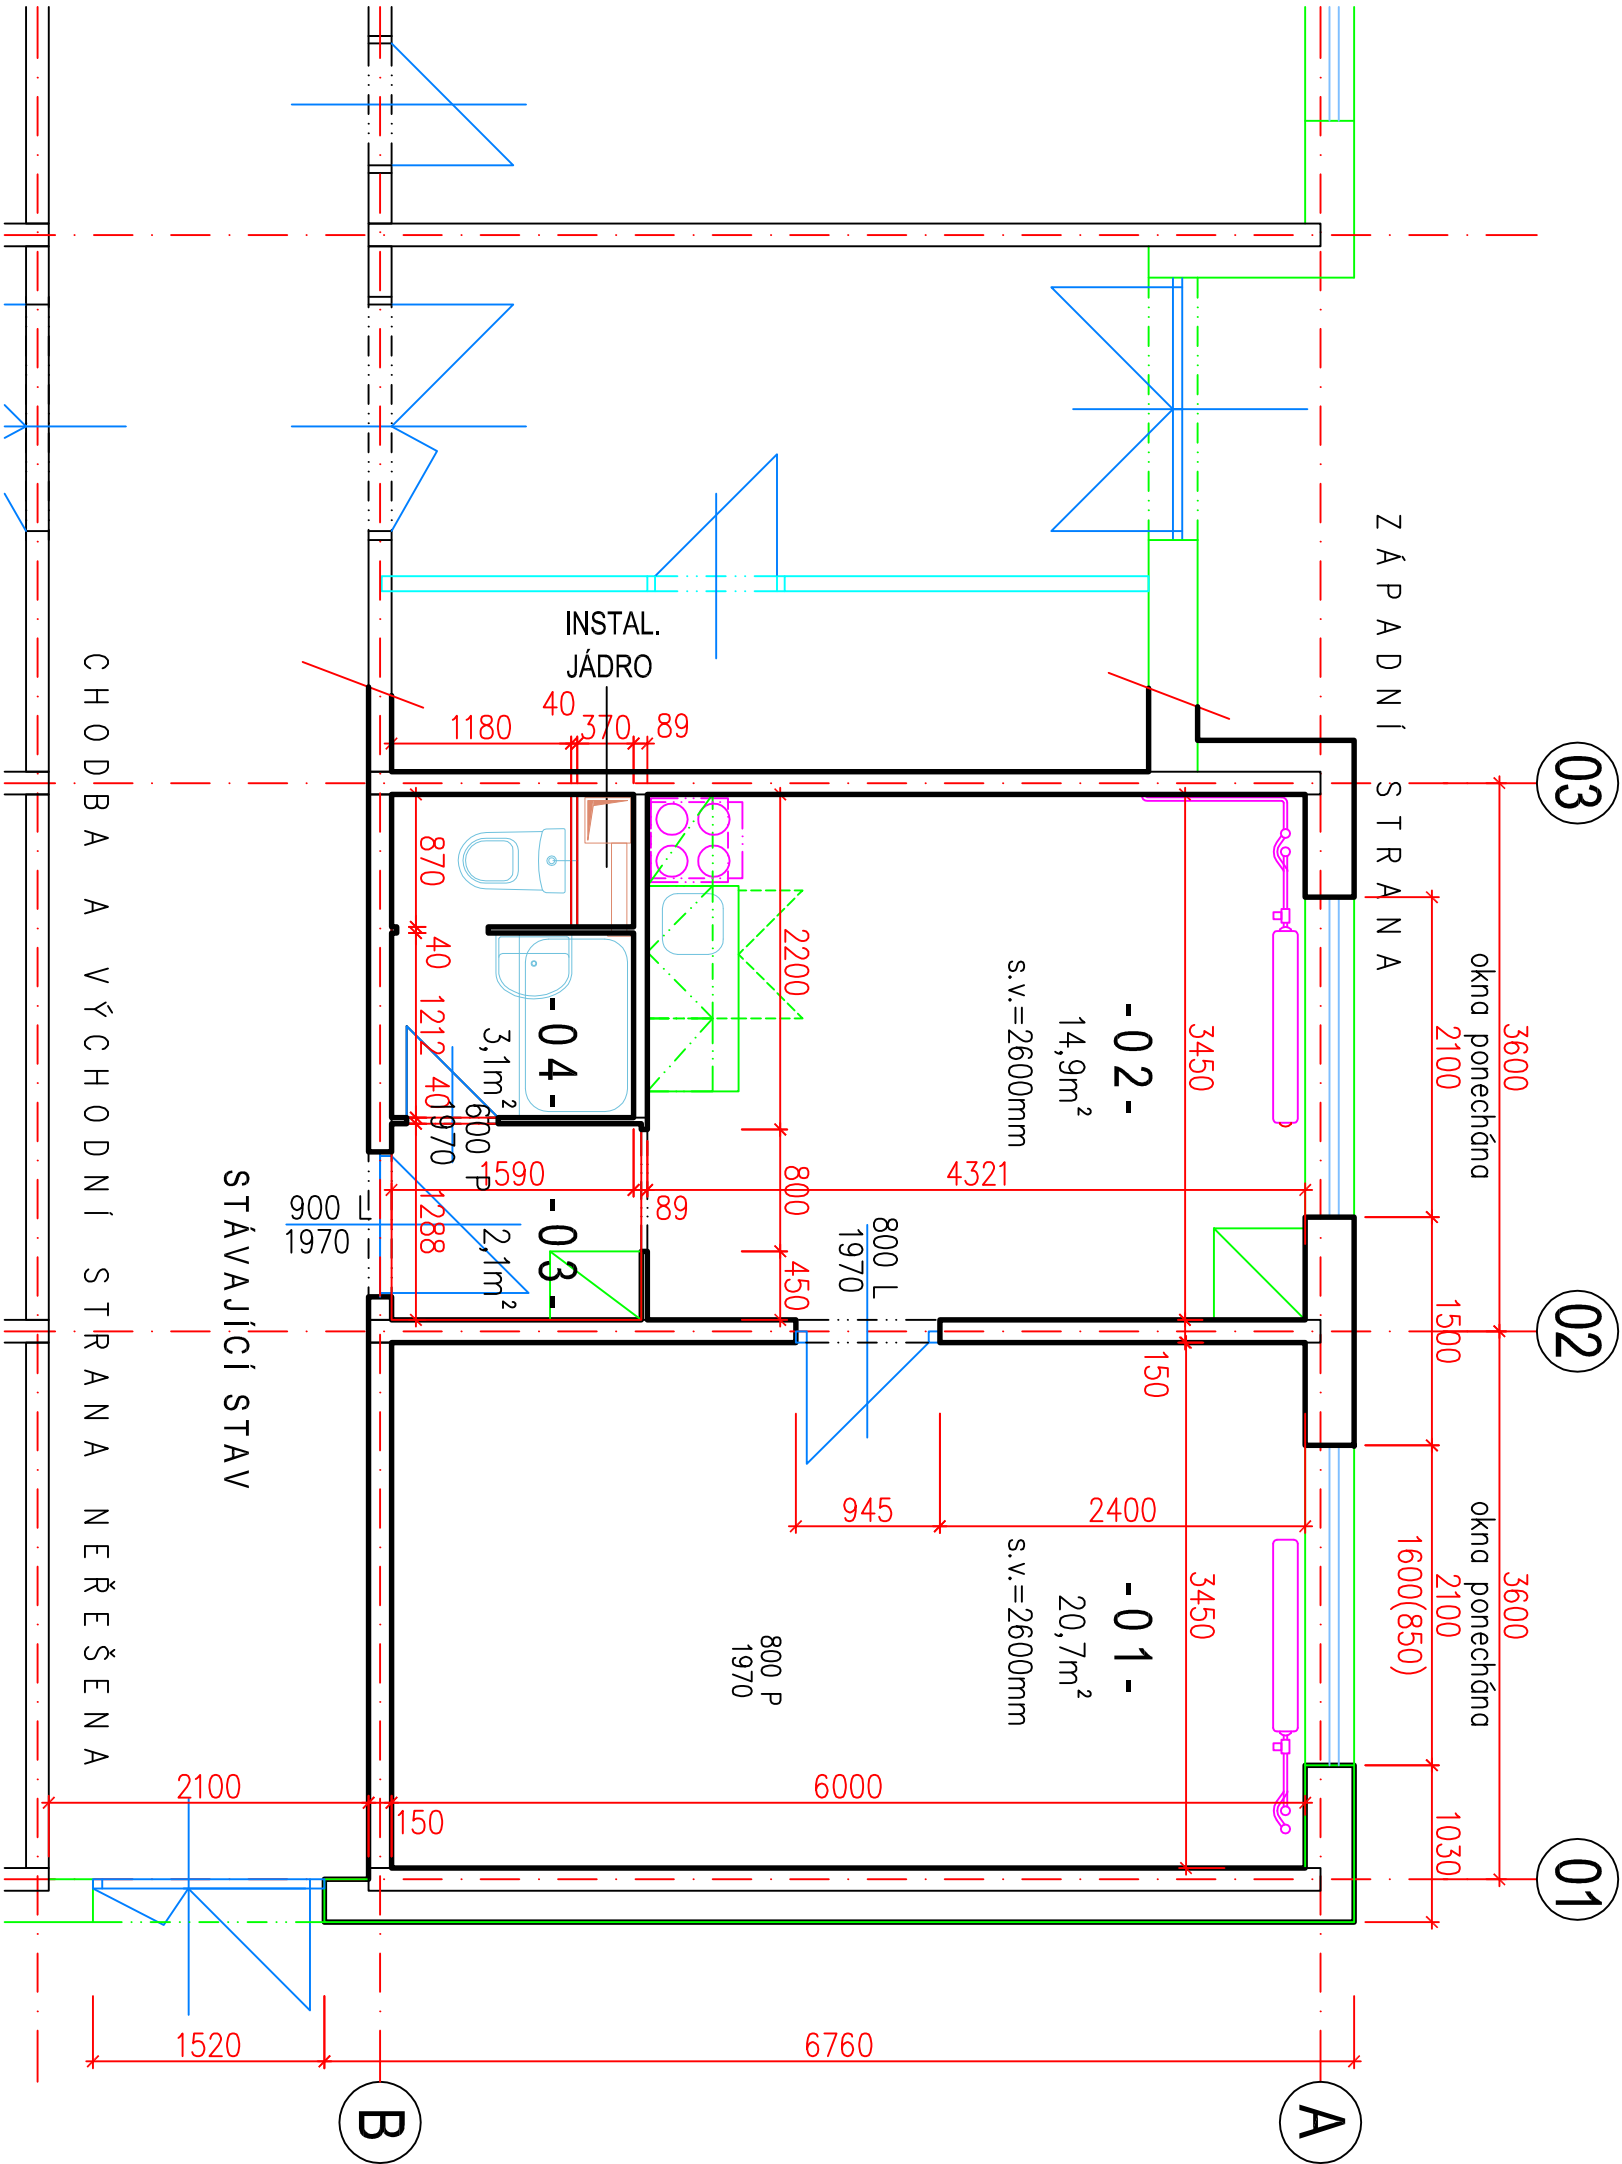 ZÁPADNÍ STRANA
03
02
01
3600
3600
okna ponechána
okna ponechána
2100
1500
2100
1030
1600(850)
INSTAL.
JÁDRO
1180
40
370
89
3450
150
3450
-02-
14,9m²
s.v.=2600mm
-01-
20,7m²
s.v.=2600mm
2200
800
450
4321
1590
89
800 L
1970
945
2400
800 P
1970
870
40
1212
40
1288
-04-
3,1m²
600 P
1970
-03-
2,1m²
900 L
1970
STÁVAJÍCÍ STAV
CHODBA A VÝCHODNÍ STRANA NEŘEŠENA
2100
150
6000
1520
6760
B
A